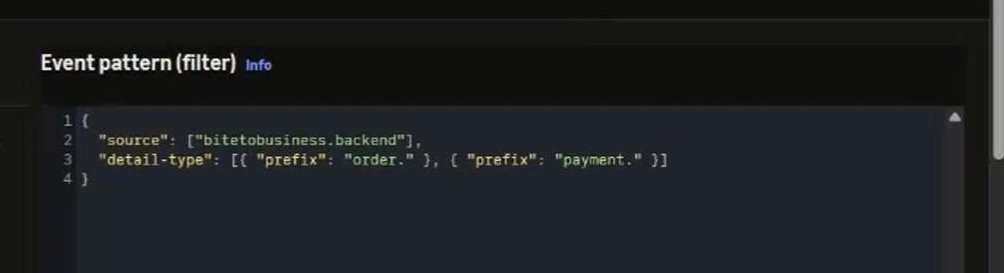 Event pattern (filter) Info
1 {
2   "source": ["bitetobusiness.backend"],
3   "detail-type": [{ "prefix": "order." }, { "prefix": "payment." }]
4 }